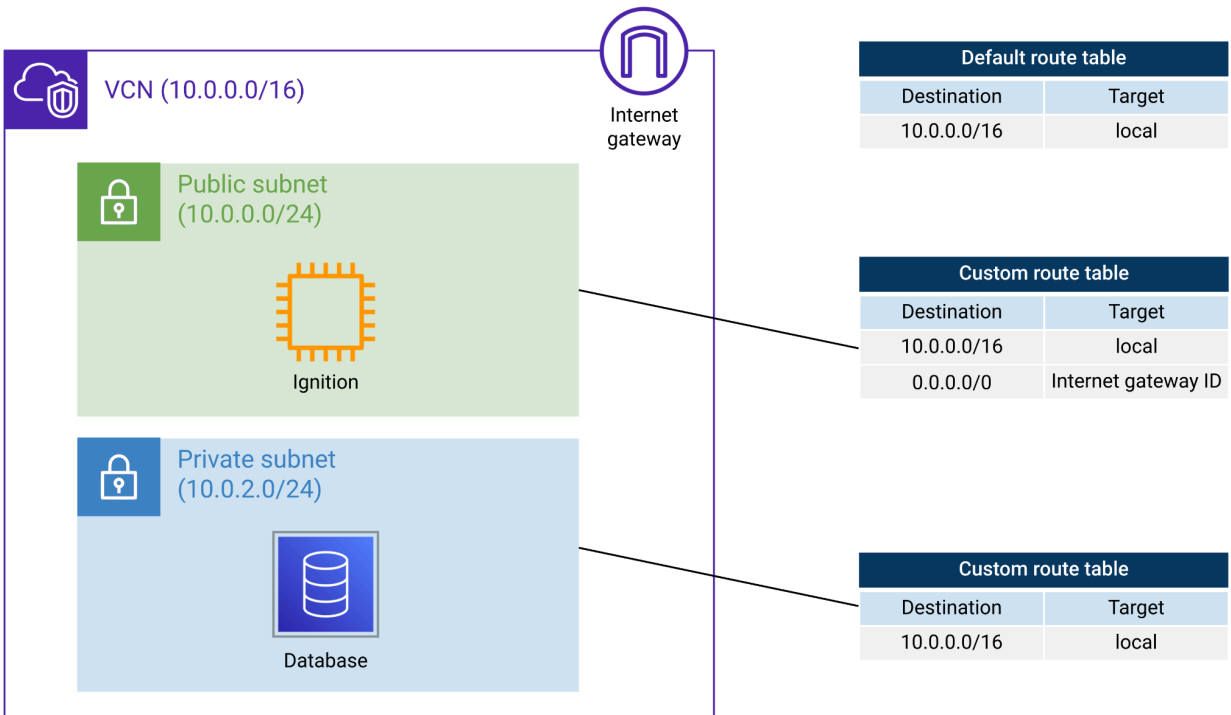 VCN (10.0.0.0/16)
Internet
gateway
Public subnet
(10.0.0.0/24)
Ignition
Private subnet
(10.0.2.0/24)
Database
Default route table
Destination Target
10.0.0.0/16 local
Custom route table
Destination Target
10.0.0.0/16 local
0.0.0.0/0 Internet gateway ID
Custom route table
Destination Target
10.0.0.0/16 local